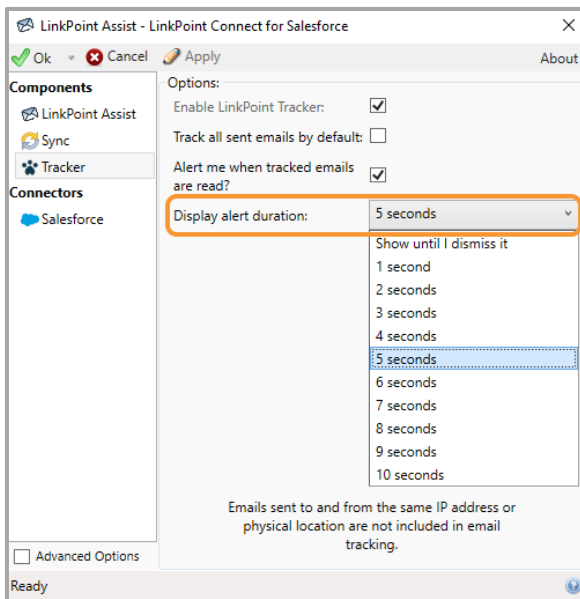 LinkPoint Assist - LinkPoint Connect for Salesforce
Ok
Cancel
Apply
About
Components
LinkPoint Assist
Sync
Tracker
Connectors
Salesforce
Advanced Options
Options:
Enable LinkPoint Tracker:
Track all sent emails by default:
Alert me when tracked emails
are read?
Display alert duration:
5 seconds
Show until I dismiss it
1 second
2 seconds
3 seconds
4 seconds
5 seconds
6 seconds
7 seconds
8 seconds
9 seconds
10 seconds
Emails sent to and from the same IP address or
physical location are not included in email
tracking.
Ready